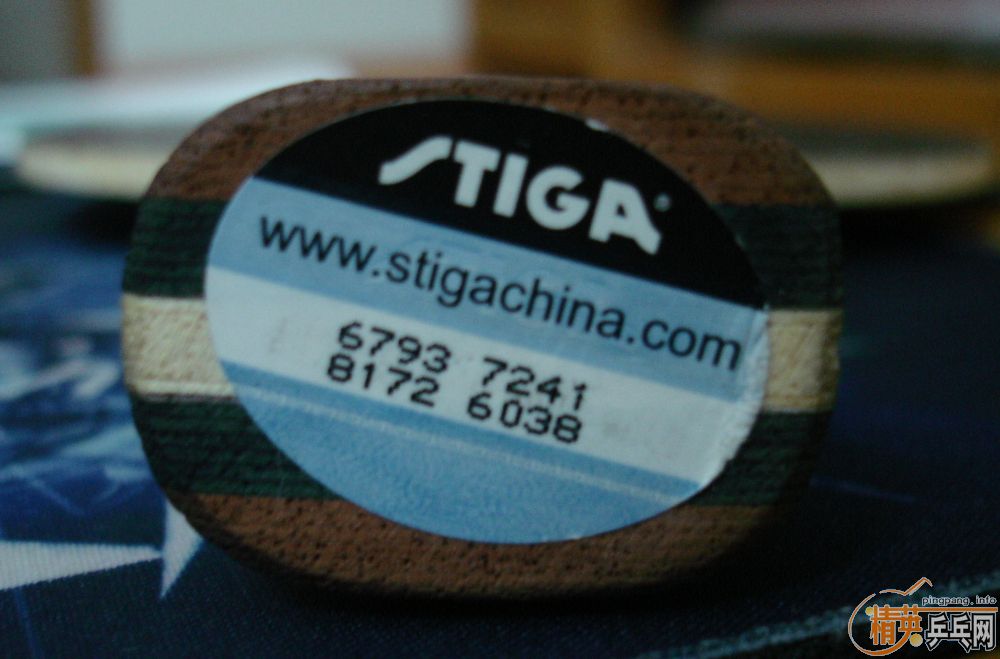 STIGA®
www.stigachina.com
6793 7241
8172 6038
pingpang.info
精英乒乓网